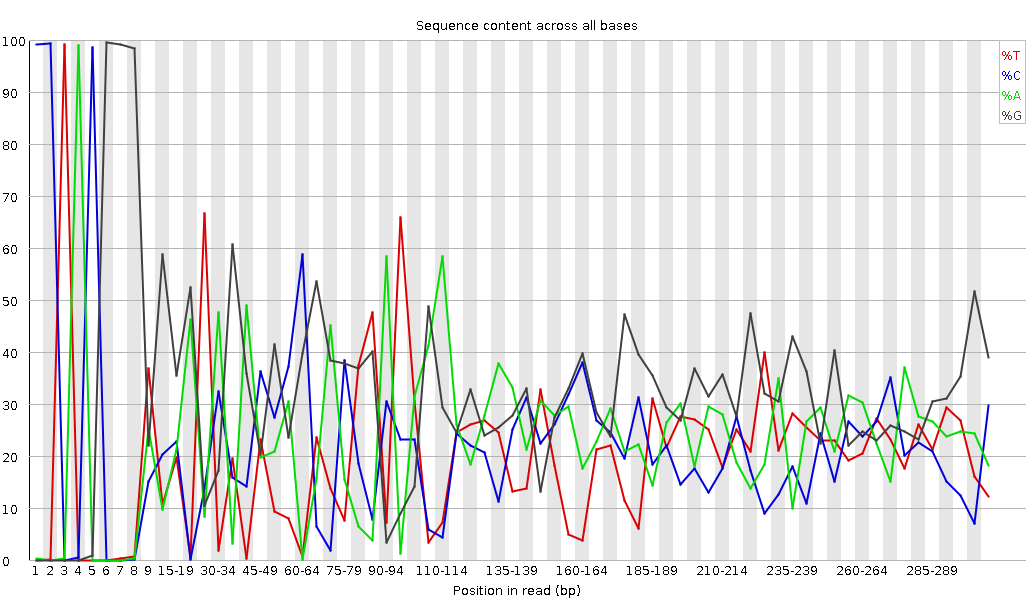 Sequence content across all bases
100
90
80
70
60
50
40
30
20
10
0
%T
%C
%A
%G
1 2 3 4 5 6 7 8 9 15-19 30-34 45-49 60-64 75-79 90-94 110-114 135-139 160-164 185-189 210-214 235-239 260-264 285-289
Position in read (bp)